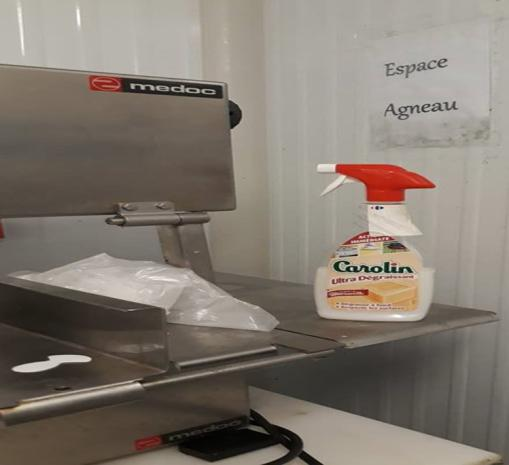 medoc
Espace
Agneau
Carolin
Ultra Dégraissant
medoc